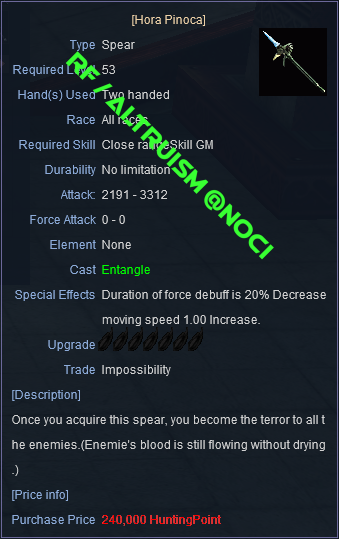 [Hora Pinoca]
Type Spear
Required Level 53
Hand(s) Used Two handed
Race All races
Required Skill Close rangeSkill GM
Durability No limitation
Attack: 2191 - 3312
Force Attack 0 - 0
Element None
Cast Entangle
Special Effects Duration of force debuff is 20% Decrease
moving speed 1.00 Increase.
Upgrade
Trade Impossibility
[Description]
Once you acquire this spear, you become the terror to all t
he enemies.(Enemie's blood is still flowing without drying
.)
[Price info]
Purchase Price 240,000 HuntingPoint
RF / ALTRUISM @NOCI